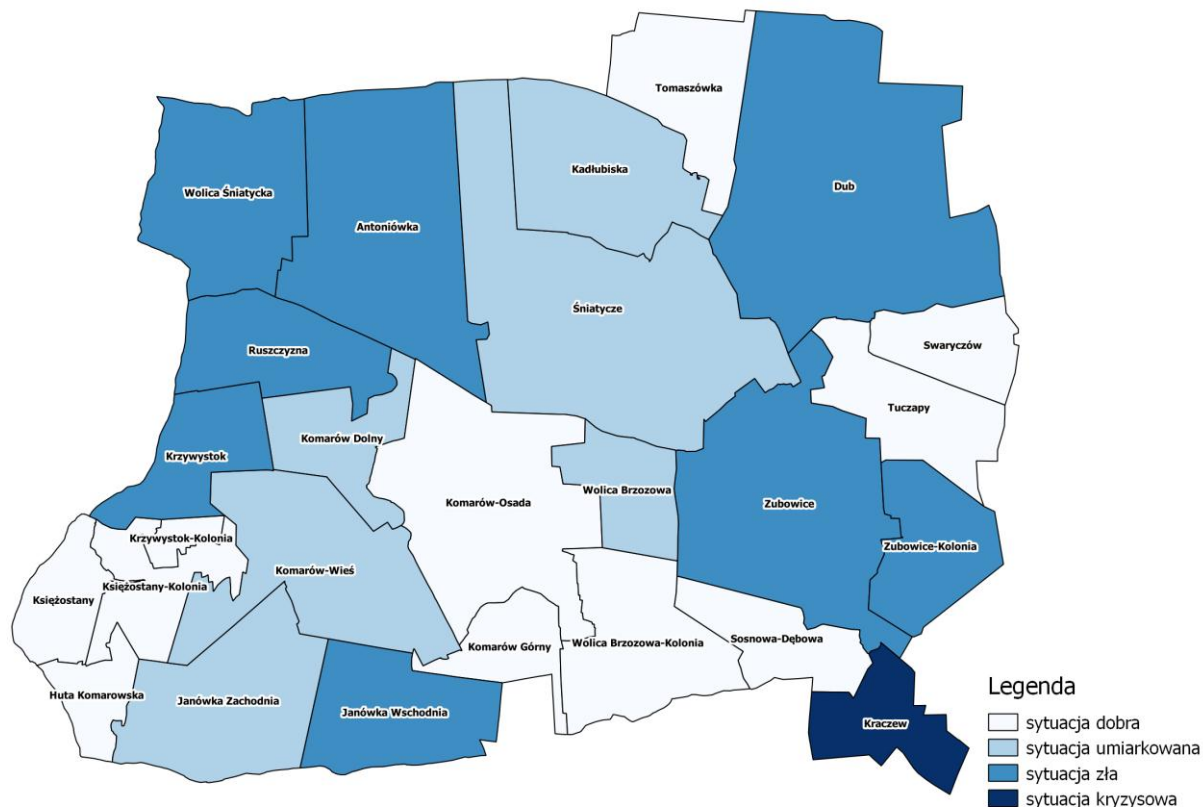 Tomaszówka
Kadłubiska
Dub
Wolica Śniatycka
Antoniówka
Śniatycze
Swaryczów
Ruszczyzna
Tuczapy
Komarów Dolny
Krzywystok
Wolica Brzozowa
Komarów-Osada
Zubowice
Krzywystok-Kolonia
Zubowice-Kolonia
Komarów-Wieś
Księżostany-Kolonia
Księżostany
Sosnowa-Dębowa
Komarów Górny
Wolica Brzozowa-Kolonia
Huta Komarowska
Janówka Zachodnia
Janówka Wschodnia
Kraczew
Legenda
sytuacja dobra
sytuacja umiarkowana
sytuacja zła
sytuacja kryzysowa